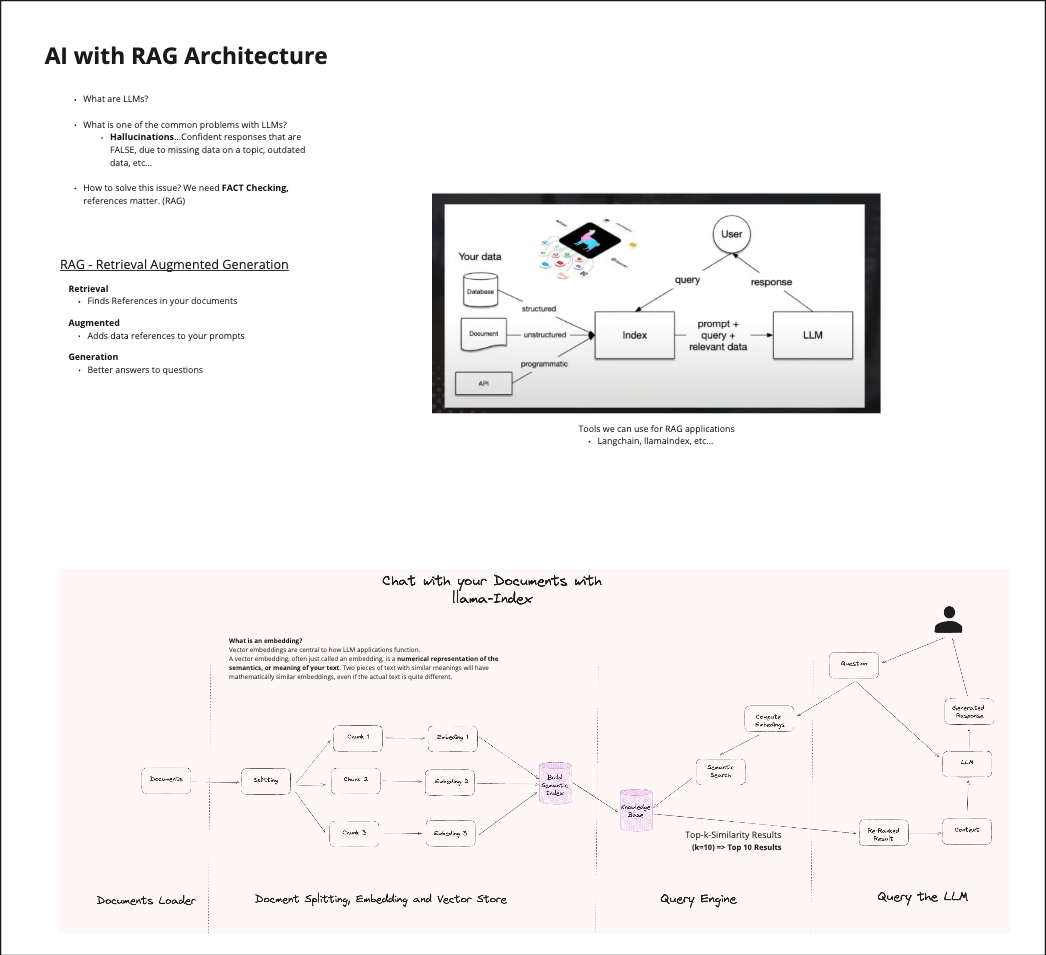 AI with RAG Architecture
What are LLMs?
What is one of the common problems with LLMs?
Hallucinations...Confident responses that are
FALSE, due to missing data on a topic, outdated
data, etc...
How to solve this issue? We need FACT Checking,
references matter. (RAG)
RAG - Retrieval Augmented Generation
Retrieval
Finds References in your documents
Augmented
Adds data references to your prompts
Generation
Better answers to questions
Your data
Database
Document
API
structured
unstructured
programmatic
Index
User
query
response
prompt +
query +
relevant data
LLM
Tools we can use for RAG applications
Langchain, llamaIndex, etc...
Chat with your Documents with
llama-Index
What is an embedding?
Vector embeddings are central to how LLM applications function.
A vector embedding, often just called an embedding, is a numerical representation of the
semantics, or meaning of your text. Two pieces of text with similar meanings will have
mathematically similar embeddings, even if the actual text is quite different.
Documents
Splitting
Chunk 1
Chunk 2
Chunk 3
Embeding 1
Embeding 2
Embeding 3
Build
Semantic
Index
Knowledge
Base
Semantic
Search
Compute
Embedings
Question
Top-k-Similarity Results
(k=10) => Top 10 Results
Re-Ranked
Result
Context
LLM
Generated
Response
Documents Loader
Docment Splitting, Embedding and Vector Store
Query Engine
Query the LLM